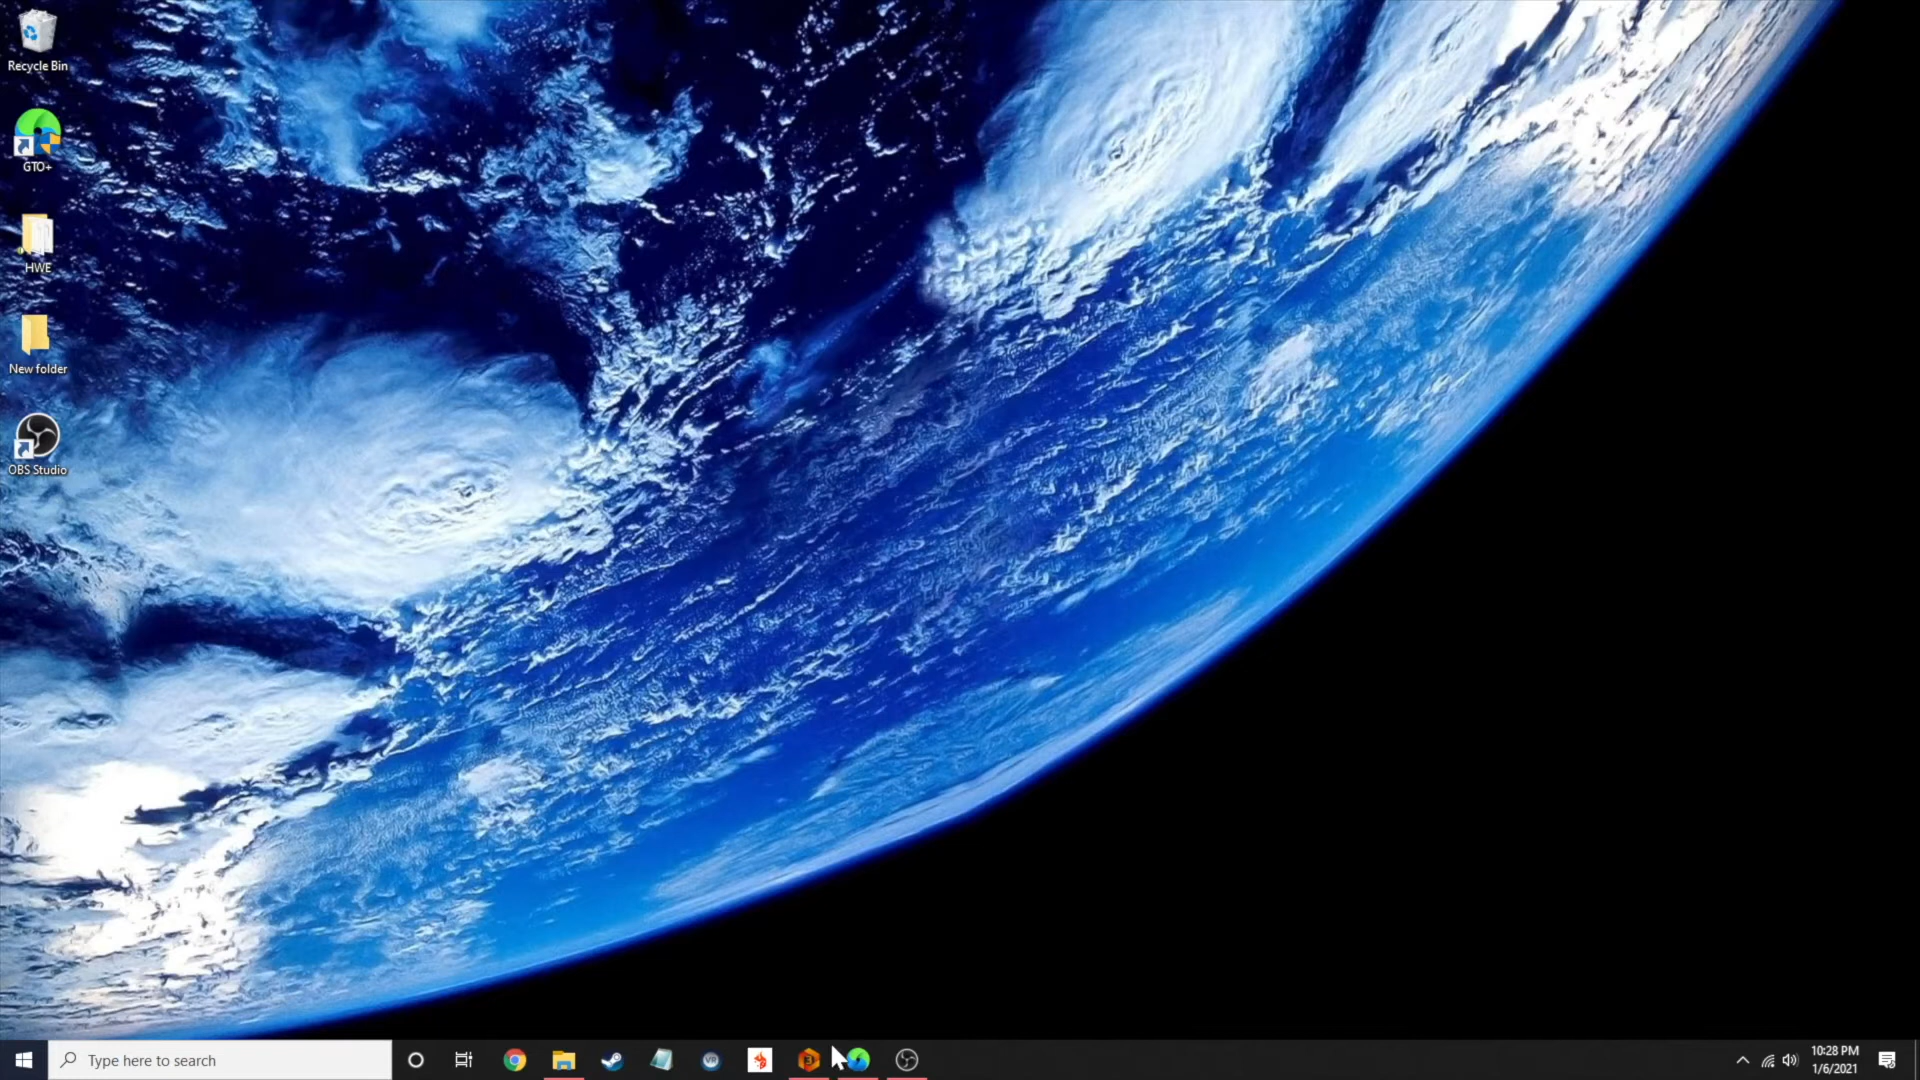 Recycle Bin
GTO+
HWE
New folder
OBS Studio
Type here to search
10:28 PM
1/6/2021